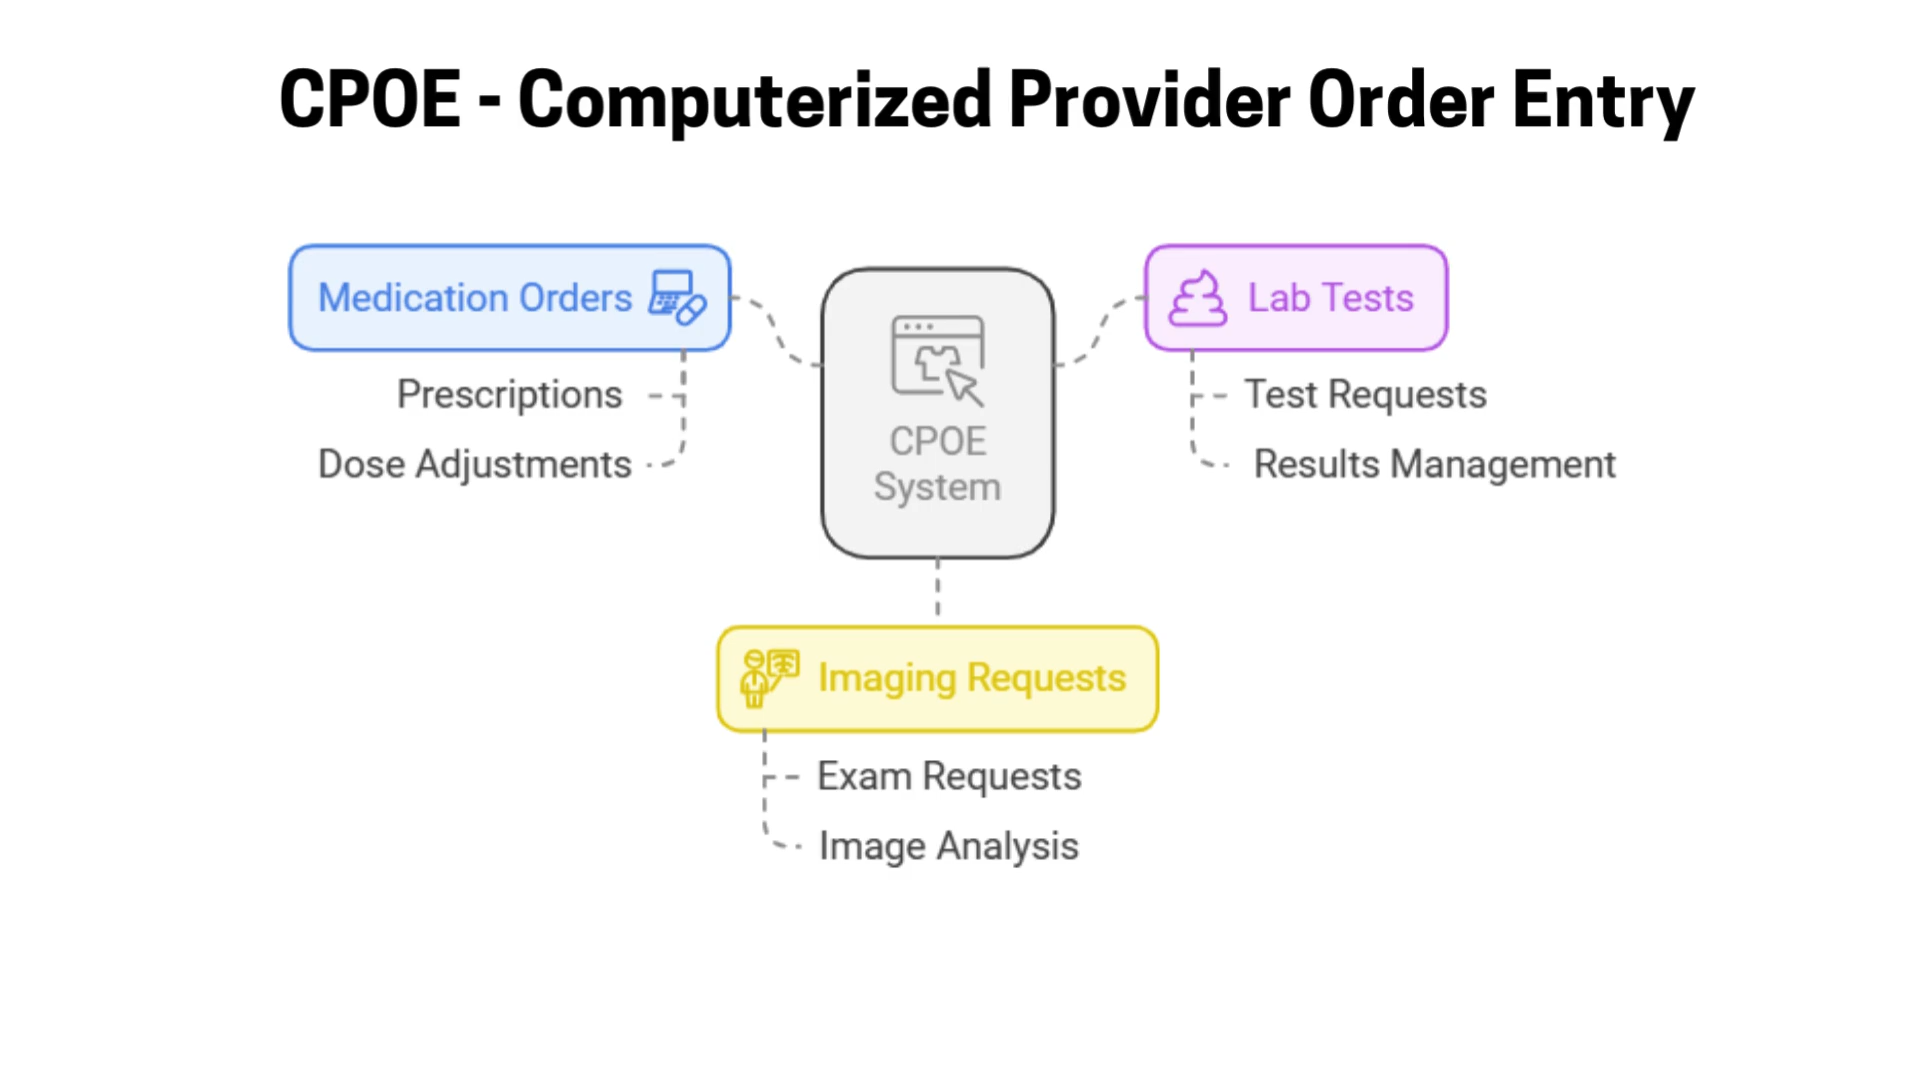 CPOE - Computerized Provider Order Entry
Medication Orders
Prescriptions
Dose Adjustments
CPOE
System
Lab Tests
Test Requests
Results Management
Imaging Requests
Exam Requests
Image Analysis